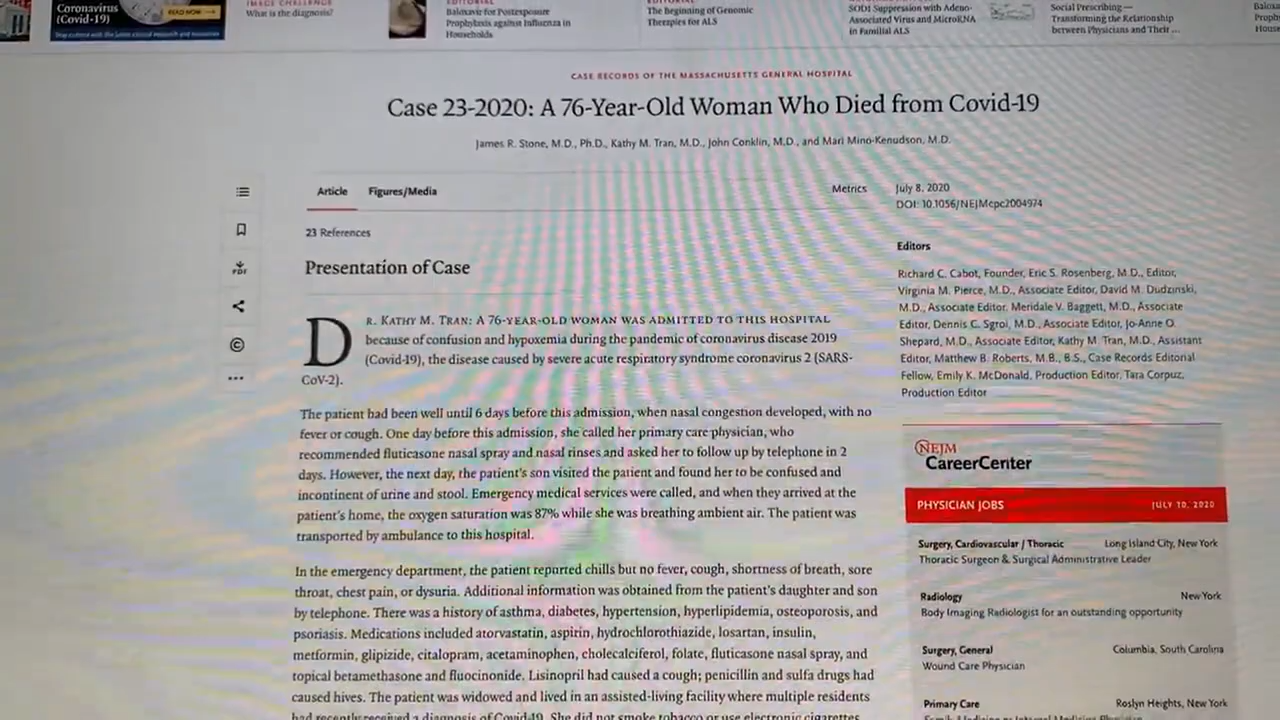 Coronavirus
(Covid-19)
READ NOW
IMAGE CHALLENGE
What is the diagnosis?
EDITORIAL
Baloxavir for Postexposure
Prophylaxis against Influenza in
Households
EDITORIAL
The Beginning of Genomic
Therapies for ALS
SOD1 Suppression with Adeno-
Associated Virus and MicroRNA
in Familial ALS
Social Prescribing —
Transforming the Relationship
between Physicians and Their ...
CASE RECORDS OF THE MASSACHUSETTS GENERAL HOSPITAL
Case 23-2020: A 76-Year-Old Woman Who Died from Covid-19
James R. Stone, M.D., Ph.D., Kathy M. Tran, M.D., John Conklin, M.D., and Mari Mino-Kenudson, M.D.
Article Figures/Media
Metrics
23 References
Presentation of Case
DR. KATHY M. TRAN: A 76-YEAR-OLD WOMAN WAS ADMITTED TO THIS HOSPITAL
because of confusion and hypoxemia during the pandemic of coronavirus disease 2019
(Covid-19), the disease caused by severe acute respiratory syndrome coronavirus 2 (SARS-
CoV-2).
The patient had been well until 6 days before this admission, when nasal congestion developed, with no
fever or cough. One day before this admission, she called her primary care physician, who
recommended fluticasone nasal spray and nasal rinses and asked her to follow up by telephone in 2
days. However, the next day, the patient's son visited the patient and found her to be confused and
incontinent of urine and stool. Emergency medical services were called, and when they arrived at the
patient's home, the oxygen saturation was 87% while she was breathing ambient air. The patient was
transported by ambulance to this hospital.
In the emergency department, the patient reported chills but no fever, cough, shortness of breath, sore
throat, chest pain, or dysuria. Additional information was obtained from the patient's daughter and son
by telephone. There was a history of asthma, diabetes, hypertension, hyperlipidemia, osteoporosis, and
psoriasis. Medications included atorvastatin, aspirin, hydrochlorothiazide, losartan, insulin,
metformin, glipizide, citalopram, acetaminophen, cholecalciferol, folate, fluticasone nasal spray, and
topical betamethasone and fluocinonide. Lisinopril had caused a cough; penicillin and sulfa drugs had
caused hives. The patient was widowed and lived in an assisted-living facility where multiple residents
had recently received a diagnosis of Covid-19. She did not smoke tobacco or use electronic cigarettes,
PDF
July 8, 2020
DOI: 10.1056/NEJMcpc2004974
Editors
Richard C. Cabot, Founder, Eric S. Rosenberg, M.D., Editor,
Virginia M. Pierce, M.D., Associate Editor, David M. Dudzinski,
M.D., Associate Editor, Meridale V. Baggett, M.D., Associate
Editor, Dennis C. Sgroi, M.D., Associate Editor, Jo-Anne O.
Shepard, M.D., Associate Editor, Kathy M. Tran, M.D., Assistant
Editor, Matthew B. Roberts, M.B., B.S., Case Records Editorial
Fellow, Emily K. McDonald, Production Editor, Tara Corpuz,
Production Editor
NEJM
CareerCenter
PHYSICIAN JOBS JULY 10, 2020
Surgery, Cardiovascular / Thoracic Long Island City, New York
Thoracic Surgeon & Surgical Administrative Leader
Radiology New York
Body Imaging Radiologist for an outstanding opportunity
Surgery, General Columbia, South Carolina
Wound Care Physician
Primary Care Roslyn Heights, New York